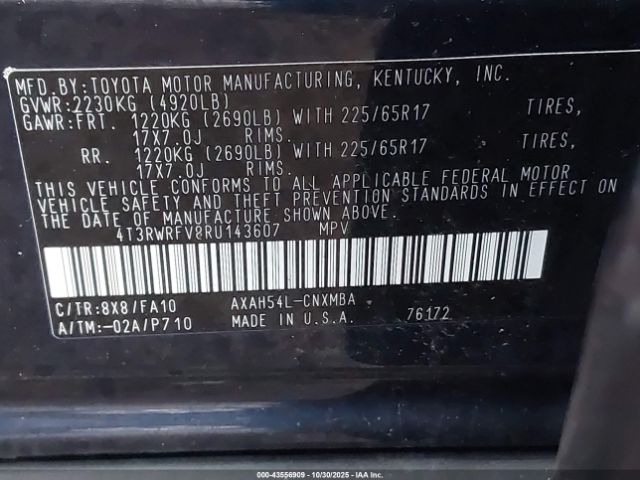 MFD.BY:TOYOTA MOTOR MANUFACTURING, KENTUCKY, INC.
GVWR:2230KG (4920LB)
GAWR:FRT. 1220KG (2690LB) WITH 225/65R17 TIRES,
17X7.0J RIMS.
RR. 1220KG (2690LB) WITH 225/65R17 TIRES,
17X7.0J RIMS.
THIS VEHICLE CONFORMS TO ALL APPLICABLE FEDERAL MOTOR
VEHICLE SAFETY AND THEFT PREVENTION STANDARDS IN EFFECT ON
THE DATE OF MANUFACTURE SHOWN ABOVE.
4T3RWRFV8RU143607 MPV
C/TR:8X8/FA10 AXAH54L-CNXMBA
A/TM:-02A/P710 MADE IN U.S.A. 76172
000-43556909 | 10/30/2025 | IAAI.COM